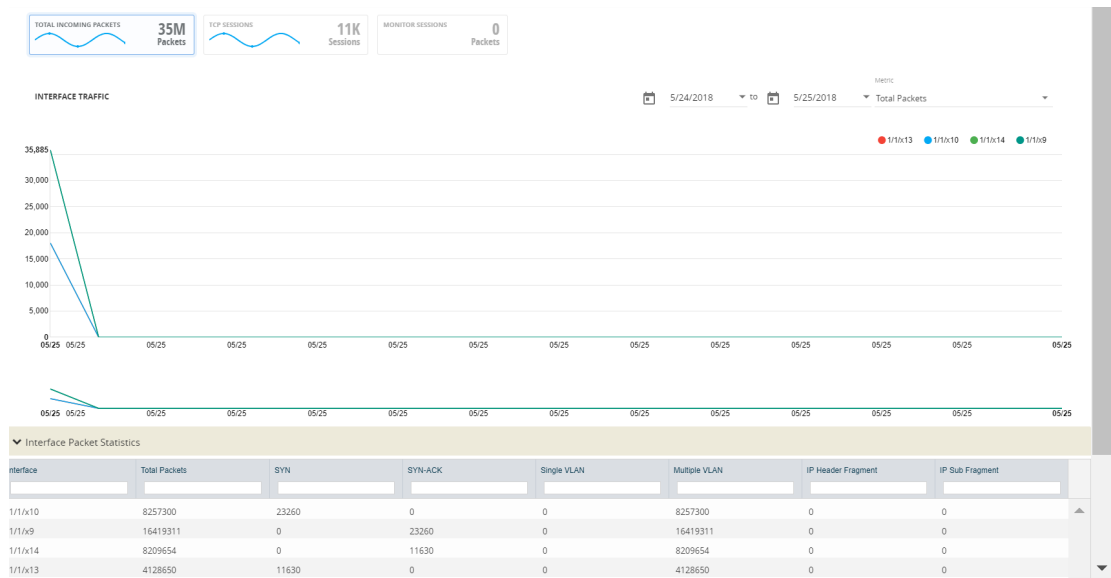 TOTAL INCOMING PACKETS 35M Packets TCP SESSIONS 11K Sessions MONITOR SESSIONS 0 Packets
Metric
INTERFACE TRAFFIC 5/24/2018 to 5/25/2018 Total Packets
1/1/x13 1/1/x10 1/1/x14 1/1/x9
35,885
30,000
25,000
20,000
15,000
10,000
5,000
0
05/25 05/25 05/25 05/25 05/25 05/25 05/25 05/25 05/25 05/25 05/25 05/25 05/25 05/25
05/25 05/25 05/25 05/25 05/25 05/25 05/25 05/25 05/25 05/25 05/25 05/25 05/25 05/25
Interface Packet Statistics
nterface Total Packets SYN SYN-ACK Single VLAN Multiple VLAN IP Header Fragment IP Sub Fragment
1/1/x10 8257300 23260 0 0 8257300 0 0
1/1/x9 16419311 0 23260 0 16419311 0 0
1/1/x14 8209654 0 11630 0 8209654 0 0
1/1/x13 4128650 11630 0 0 4128650 0 0